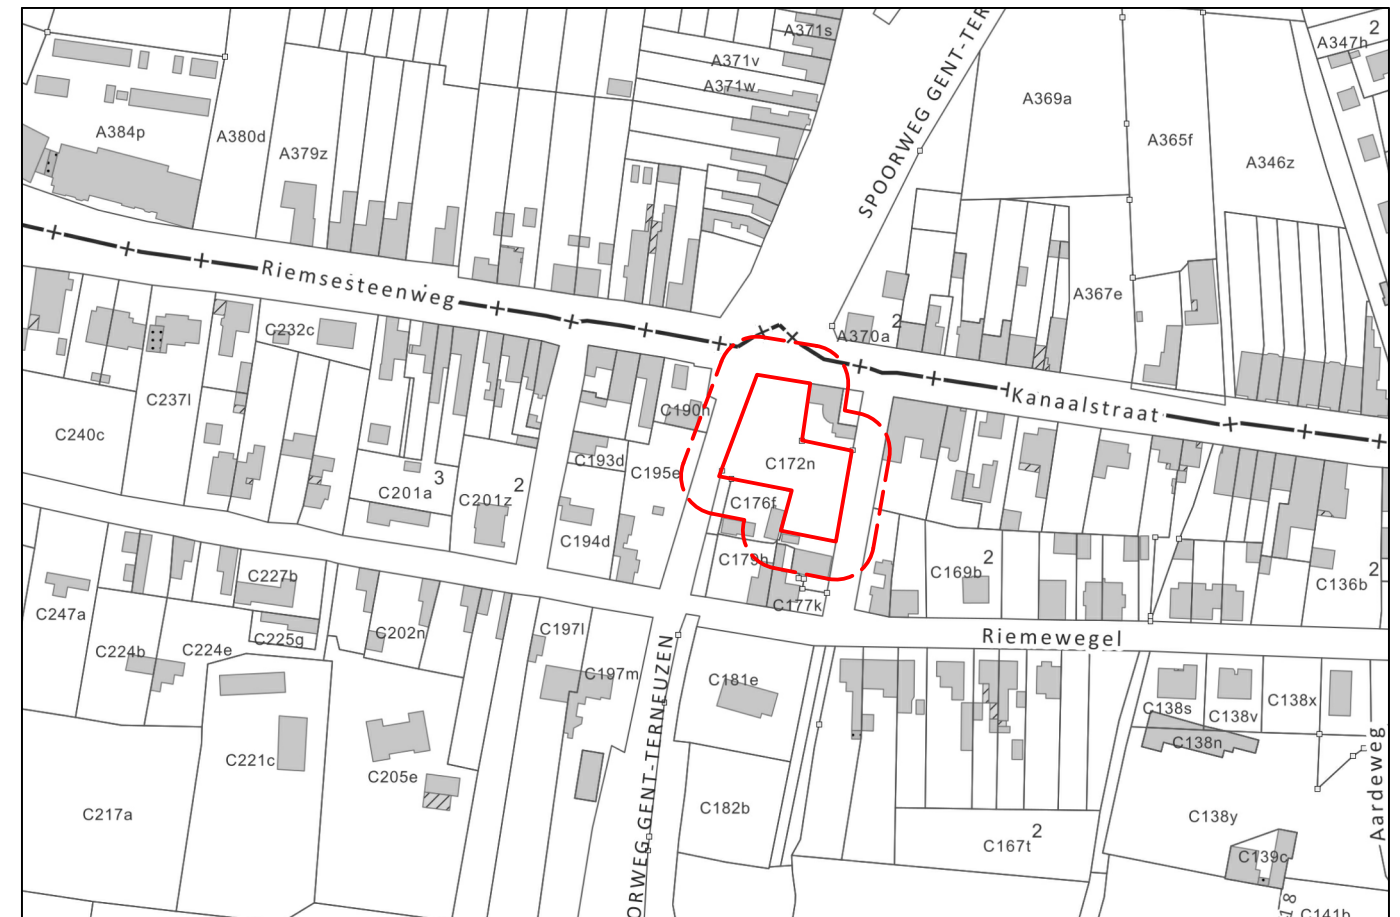 A371s
2
A347h
A371v
A371w
SPOORWEG GENT-TER
A369a
A384p
A380d
A379z
A365f
A346z
Riemsesteenweg
A367e
C232c
2
A370a
C237l
C190h
Kanaalstraat
C240c
C193d
C195e
C172n
3
C201a
2
C201z
C176f
C194d
C179h
2
C169b
2
C136b
C227b
C247a
C177k
C202n
C197l
C225g
C224b
C224e
Riemewegel
C197m
C181e
ORWEG GENT-TERNEUZEN
C138s
C138v
C138x
C138n
Aardeweg
C221c
C205e
C217a
C182b
C138y
2
C167t
C139c
18
C141b